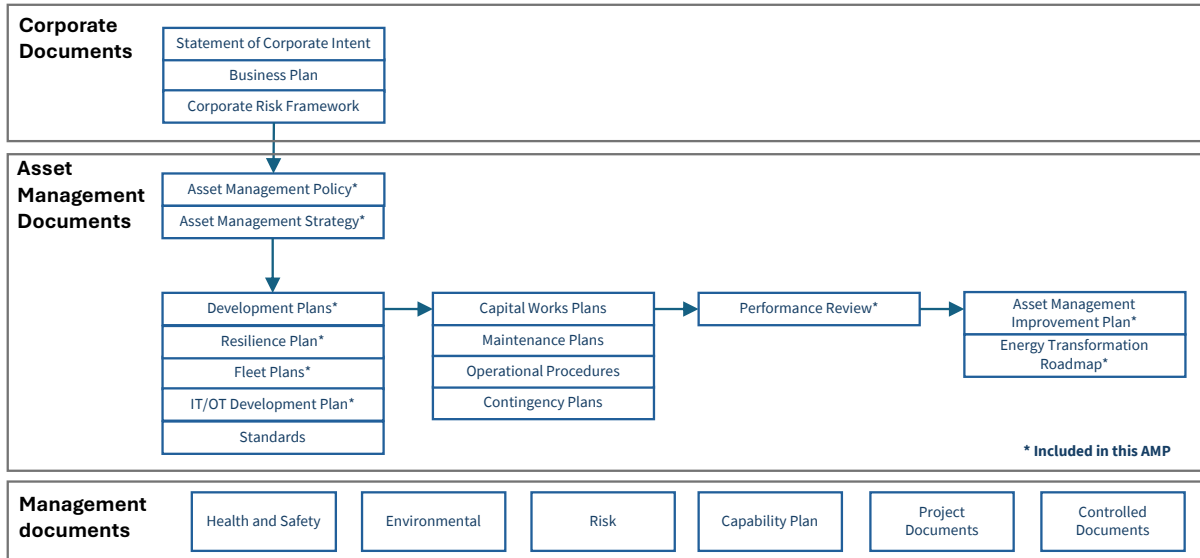 Corporate
Documents
Statement of Corporate Intent
Business Plan
Corporate Risk Framework
Asset
Management
Documents
Asset Management Policy*
Asset Management Strategy*
Development Plans*
Resilience Plan*
Fleet Plans*
IT/OT Development Plan*
Standards
Capital Works Plans
Maintenance Plans
Operational Procedures
Contingency Plans
Performance Review*
Asset Management
Improvement Plan*
Energy Transformation
Roadmap*
* Included in this AMP
Management
documents
Health and Safety
Environmental
Risk
Capability Plan
Project
Documents
Controlled
Documents